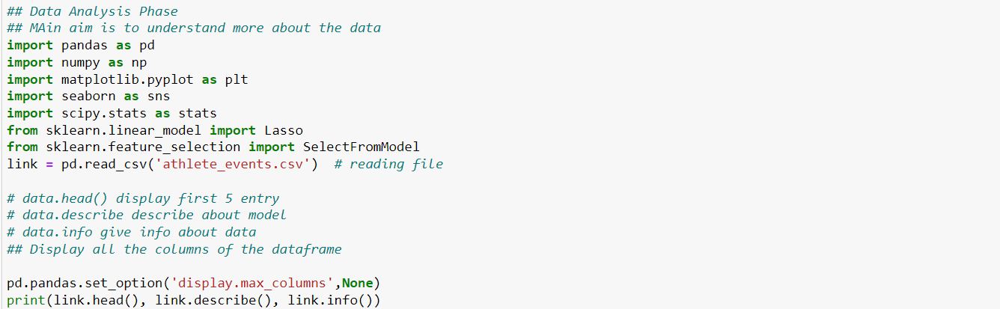 ## Data Analysis Phase
## MAin aim is to understand more about the data
import pandas as pd
import numpy as np
import matplotlib.pyplot as plt
import seaborn as sns
import scipy.stats as stats
from sklearn.linear_model import Lasso
from sklearn.feature_selection import SelectFromModel
link = pd.read_csv('athlete_events.csv')  # reading file
# data.head() display first 5 entry
# data.describe describe about model
# data.info give info about data
## Display all the columns of the dataframe
pd.pandas.set_option('display.max_columns',None)
print(link.head(), link.describe(), link.info())